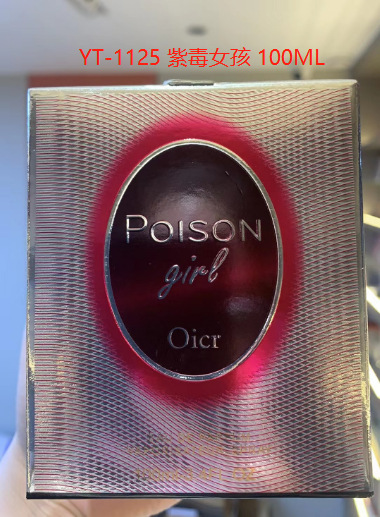 YT-1125 紫毒女孩 100ML
POISON
girl
Oicr